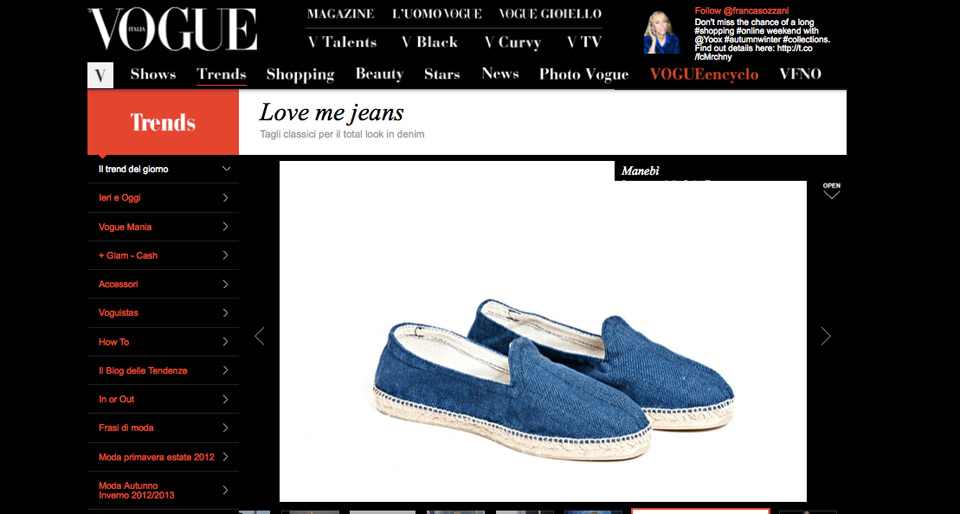 VOGUE
ITALIA
MAGAZINE L'UOMO VOGUE VOGUE GIOIELLO
V Talents V Black V Curvy V TV
Follow @francasozzani
Don't miss the chance of a long
#shopping #online weekend with
@Yoox #autumnwinter #collections.
Find out details here: http://t.co
/fcMrchny
V Shows Trends Shopping Beauty Stars News Photo Vogue VOGUEencyclo VFNO
Trends
Love me jeans
Tagli classici per il total look in denim
Il trend del giorno
Ieri e Oggi
Vogue Mania
+ Glam - Cash
Accessori
Voguistas
How To
Il Blog delle Tendenze
In or Out
Frasi di moda
Moda primavera estate 2012
Moda Autunno
Inverno 2012/2013
Manebì
OPEN